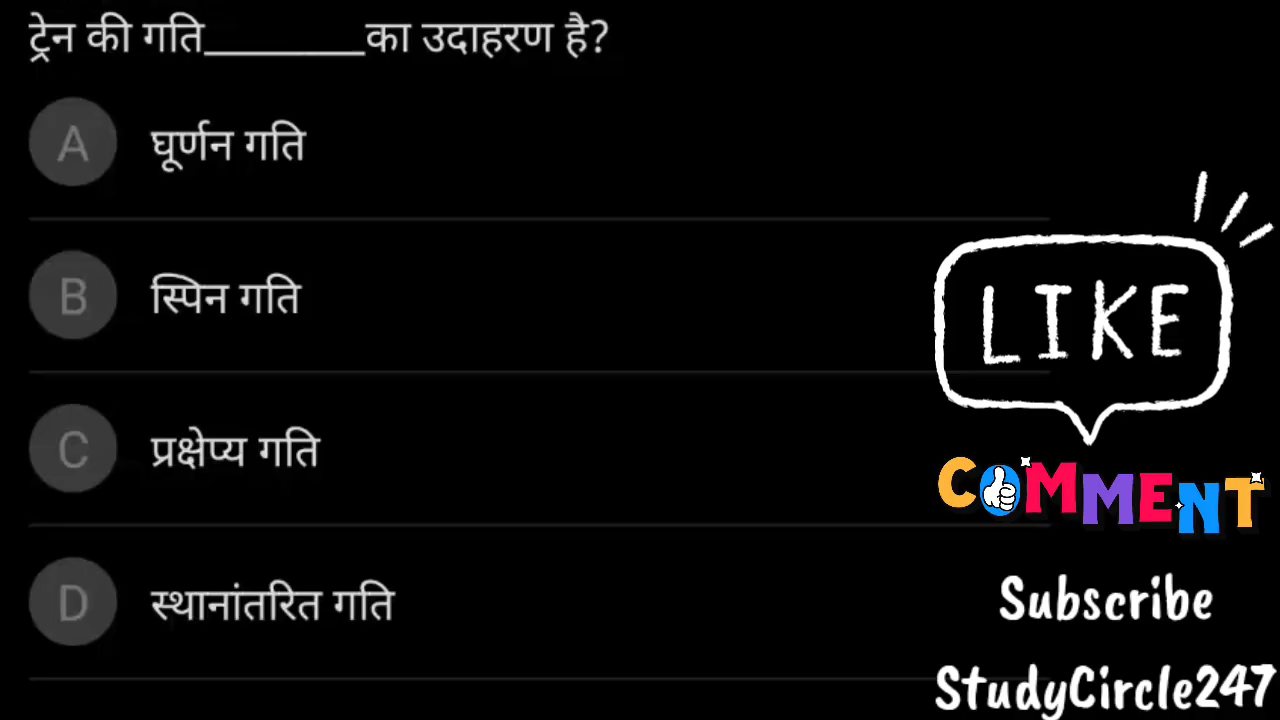 ट्रेन की गति________का उदाहरण है?
A घूर्णन गति
B स्पिन गति
C प्रक्षेप्य गति
D स्थानांतरित गति
LIKE
COMMENT
Subscribe
StudyCircle247